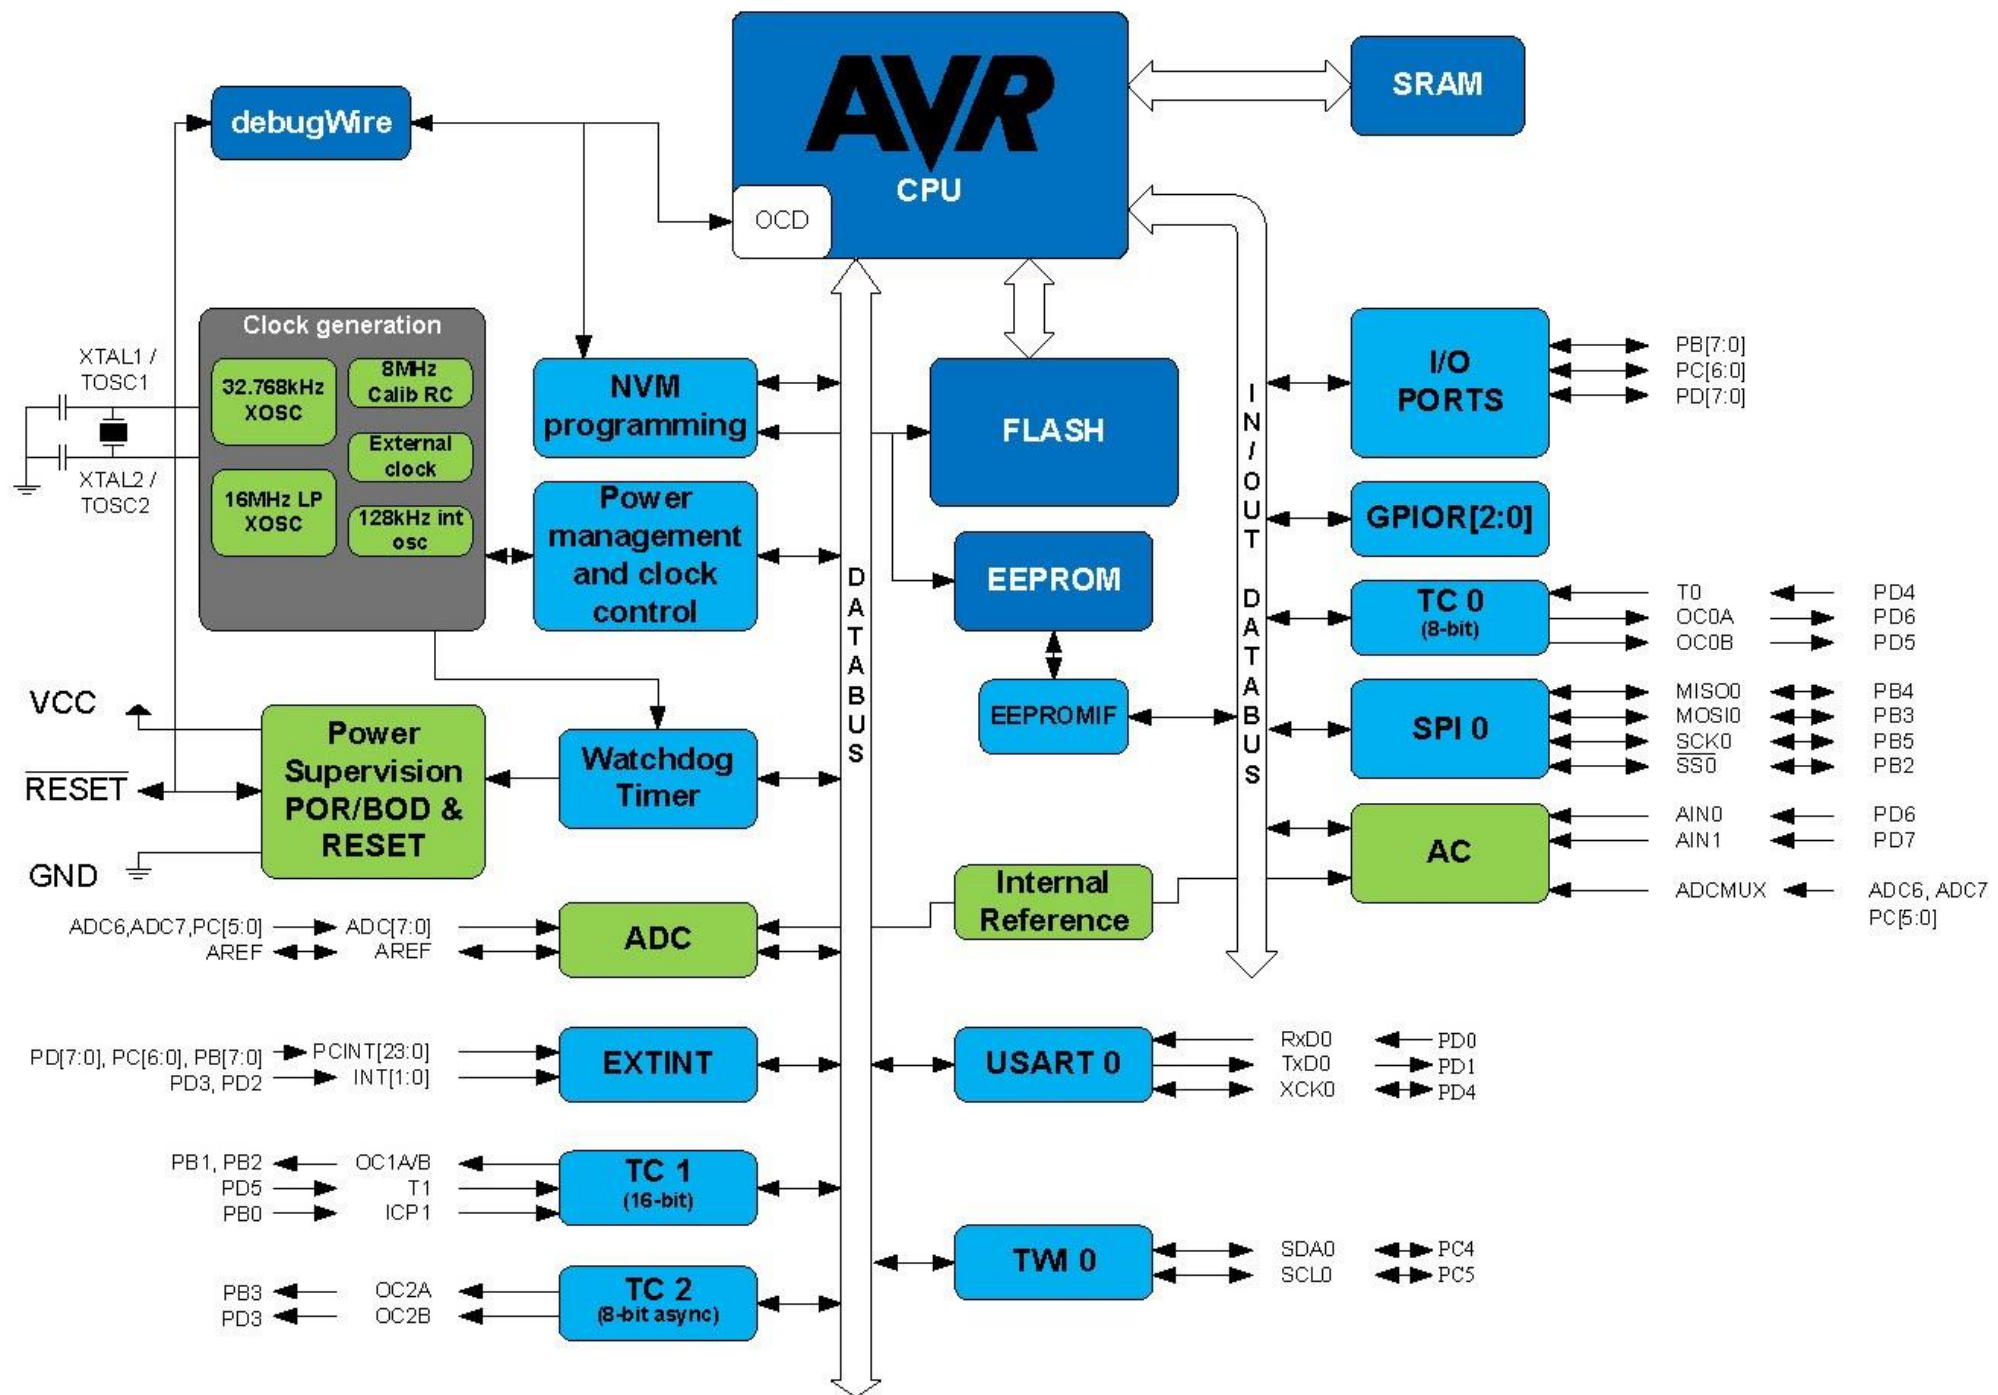 AVR
CPU
OCD
SRAM
debugWire
Clock generation
32.768kHz
XOSC
8MHz
Calib RC
External
clock
16MHz LP
XOSC
128kHz int
osc
XTAL1 /
TOSC1
XTAL2 /
TOSC2
NVM
programming
Power
management
and clock
control
FLASH
EEPROM
EEPROMIF
DATABUS
IN/OUT DATABUS
I/O
PORTS
PB[7:0]
PC[6:0]
PD[7:0]
GPIOR[2:0]
TC 0
(8-bit)
T0 PD4
OC0A PD6
OC0B PD5
SPI 0
MISO0 PB4
MOSI0 PB3
SCK0 PB5
SS0 PB2
AC
AIN0 PD6
AIN1 PD7
ADCMUX ADC6, ADC7
PC[5:0]
VCC
RESET
GND
Power
Supervision
POR/BOD &
RESET
Watchdog
Timer
Internal
Reference
ADC6,ADC7,PC[5:0] ADC[7:0]
AREF AREF
ADC
PD[7:0], PC[6:0], PB[7:0] PCINT[23:0]
PD3, PD2 INT[1:0]
EXTINT
USART 0
RxD0 PD0
TxD0 PD1
XCK0 PD4
PB1, PB2 OC1A/B
PD5 T1
PB0 ICP1
TC 1
(16-bit)
TWI 0
SDA0 PC4
SCL0 PC5
PB3 OC2A
PD3 OC2B
TC 2
(8-bit async)